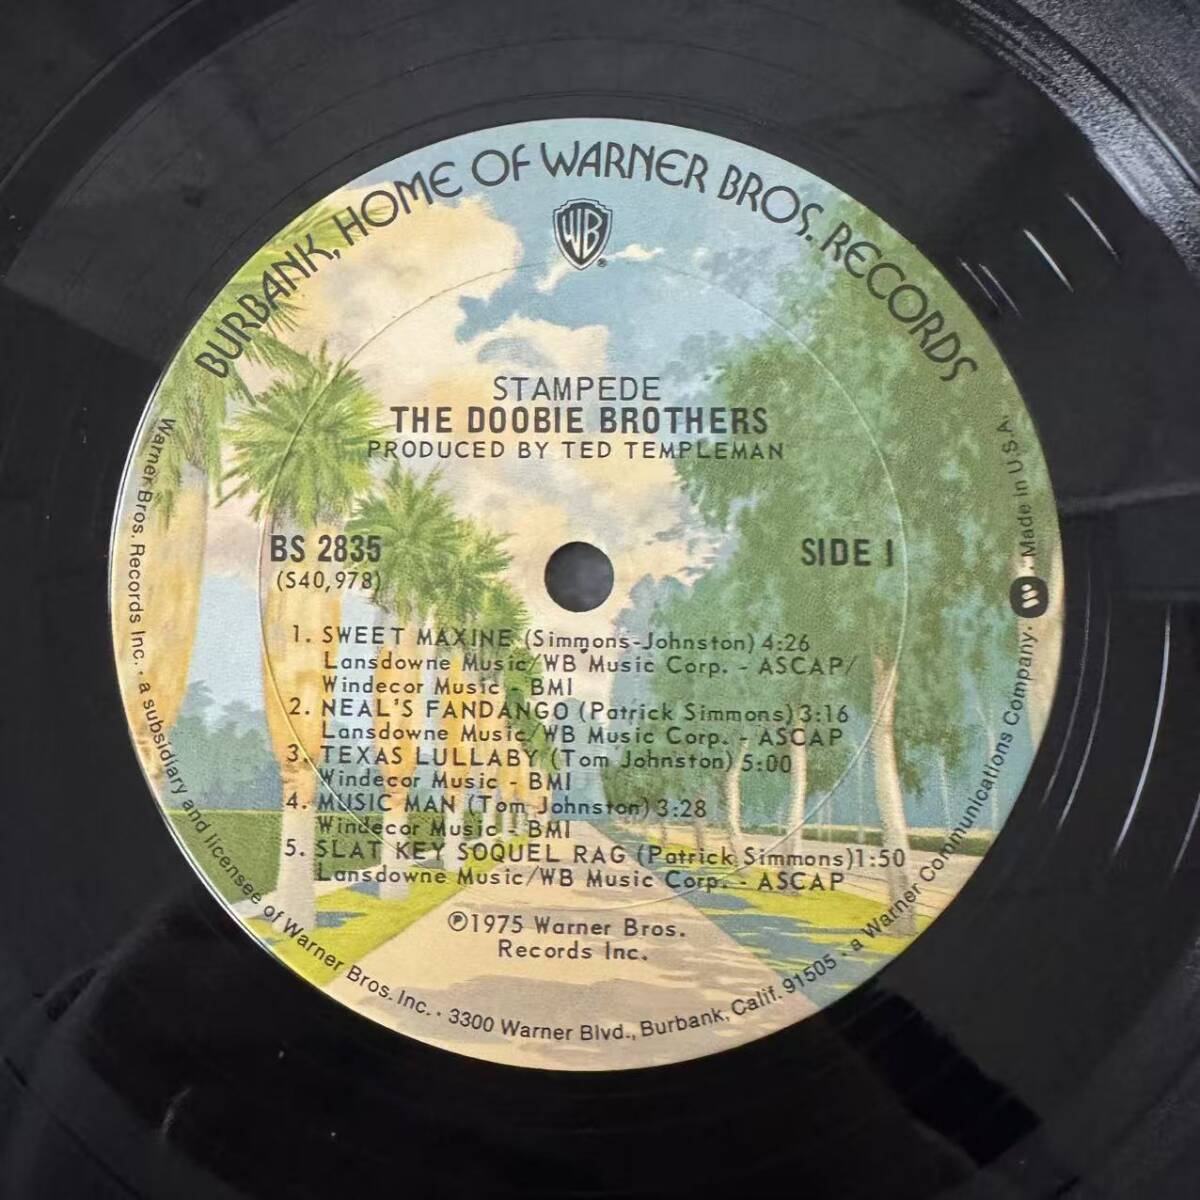 BURBANK, HOME OF WARNER BROS. RECORDS
WB
®
STAMPEDE
THE DOOBIE BROTHERS
PRODUCED BY TED TEMPLEMAN
BS 2835
(S40,978)
SIDE 1
1. SWEET MAXINE (Simmons-Johnston) 4:26
Lansdowne Music/WB Music Corp. - ASCAP/
Windecor Music - BMI
2. NEAL'S FANDANGO (Patrick Simmons) 3:16
Lansdowne Music/WB Music Corp. - ASCAP
3. TEXAS LULLABY (Tom Johnston) 5:00
Windecor Music - BMI
4. MUSIC MAN (Tom Johnston) 3:28
Windecor Music - BMI
5. SLAT KEY SOQUEL RAG (Patrick Simmons) 1:50
Lansdowne Music/WB Music Corp. - ASCAP
℗1975 Warner Bros.
Records Inc.
Warner Bros. Records Inc. · a subsidiary and licensee of Warner Bros. Inc. · 3300 Warner Blvd., Burbank, Calif. 91505 · a Warner Communications Company. · Made in U.S.A.